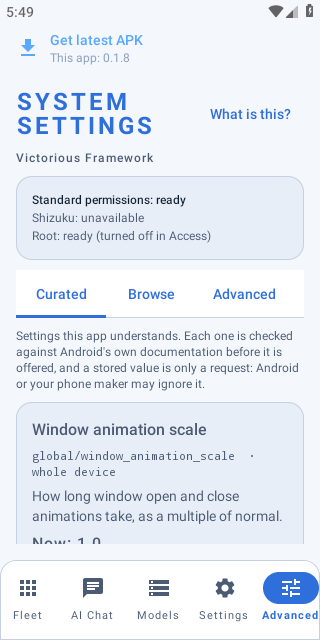 5:49
Get latest APK
This app: 0.1.8
SYSTEM
SETTINGS
What is this?
Victorious Framework
Standard permissions: ready
Shizuku: unavailable
Root: ready (turned off in Access)
Curated
Browse
Advanced
Settings this app understands. Each one is checked
against Android's own documentation before it is
offered, and a stored value is only a request: Android
or your phone maker may ignore it.
Window animation scale
global/window_animation_scale ·
whole device
How long window open and close
animations take, as a multiple of normal.
Now: 1.0
Fleet
AI Chat
Models
Settings
Advanced